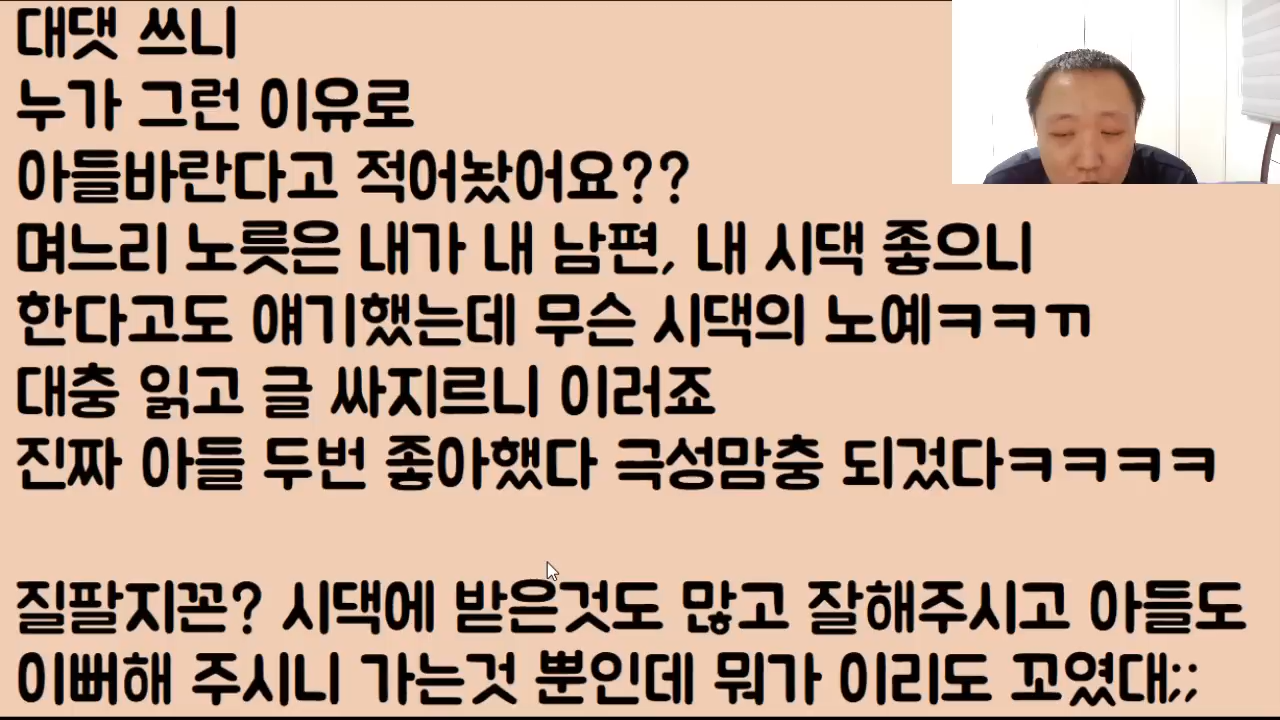 대댓 쓰니
누가 그런 이유로
아들바란다고 적어놨어요??
며느리 노릇은 내가 내 남편, 내 시댁 좋으니
한다고도 얘기했는데 무슨 시댁의 노예ㅋㅋㄲ
대충 읽고 글 싸지르니 이러죠
진짜 아들 두번 좋아했다 극성맘충 되겄다ㅋㅋㅋㅋ
질팔지꼰? 시댁에 받은것도 많고 잘해주시고 아들도
이뻐해 주시니 가는것 뿐인데 뭐가 이리도 꼬였대;;